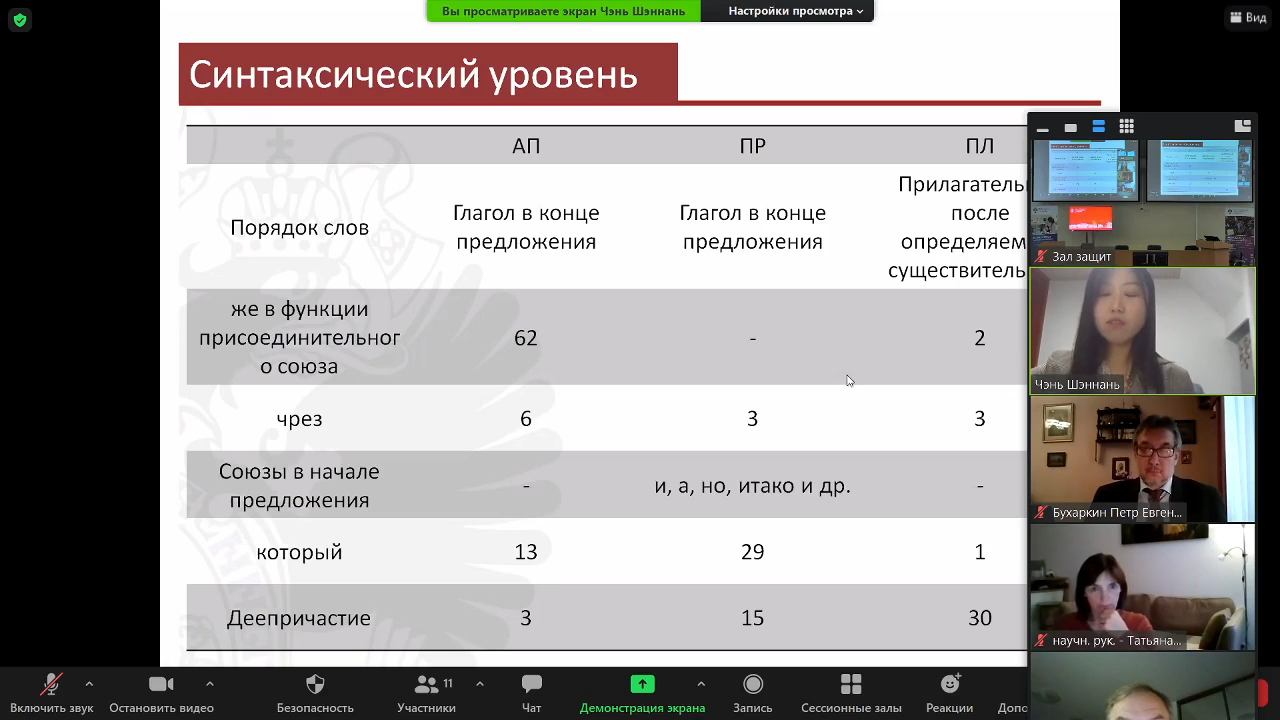 Вы просматриваете экран Чэнь Шэннань
Настройки просмотра
Вид
Синтаксический уровень
АП ПР ПЛ
Порядок слов
Глагол в конце
предложения
Глагол в конце
предложения
Прилагатель
после
определяем
существитель
же в функции
присоединительног
о союза
62 - 2
чрез 6 3 3
Союзы в начале
предложения
- и, а, но, итако и др. -
который 13 29 1
Деепричастие 3 15 30
Зал защит
Чэнь Шэннань
Бухаркин Петр Евген...
научн. рук. - Татьяна...
Включить звук
Остановить видео
Безопасность
Участники
11
Чат
Демонстрация экрана
Запись
Сессионные залы
Реакции
Допо